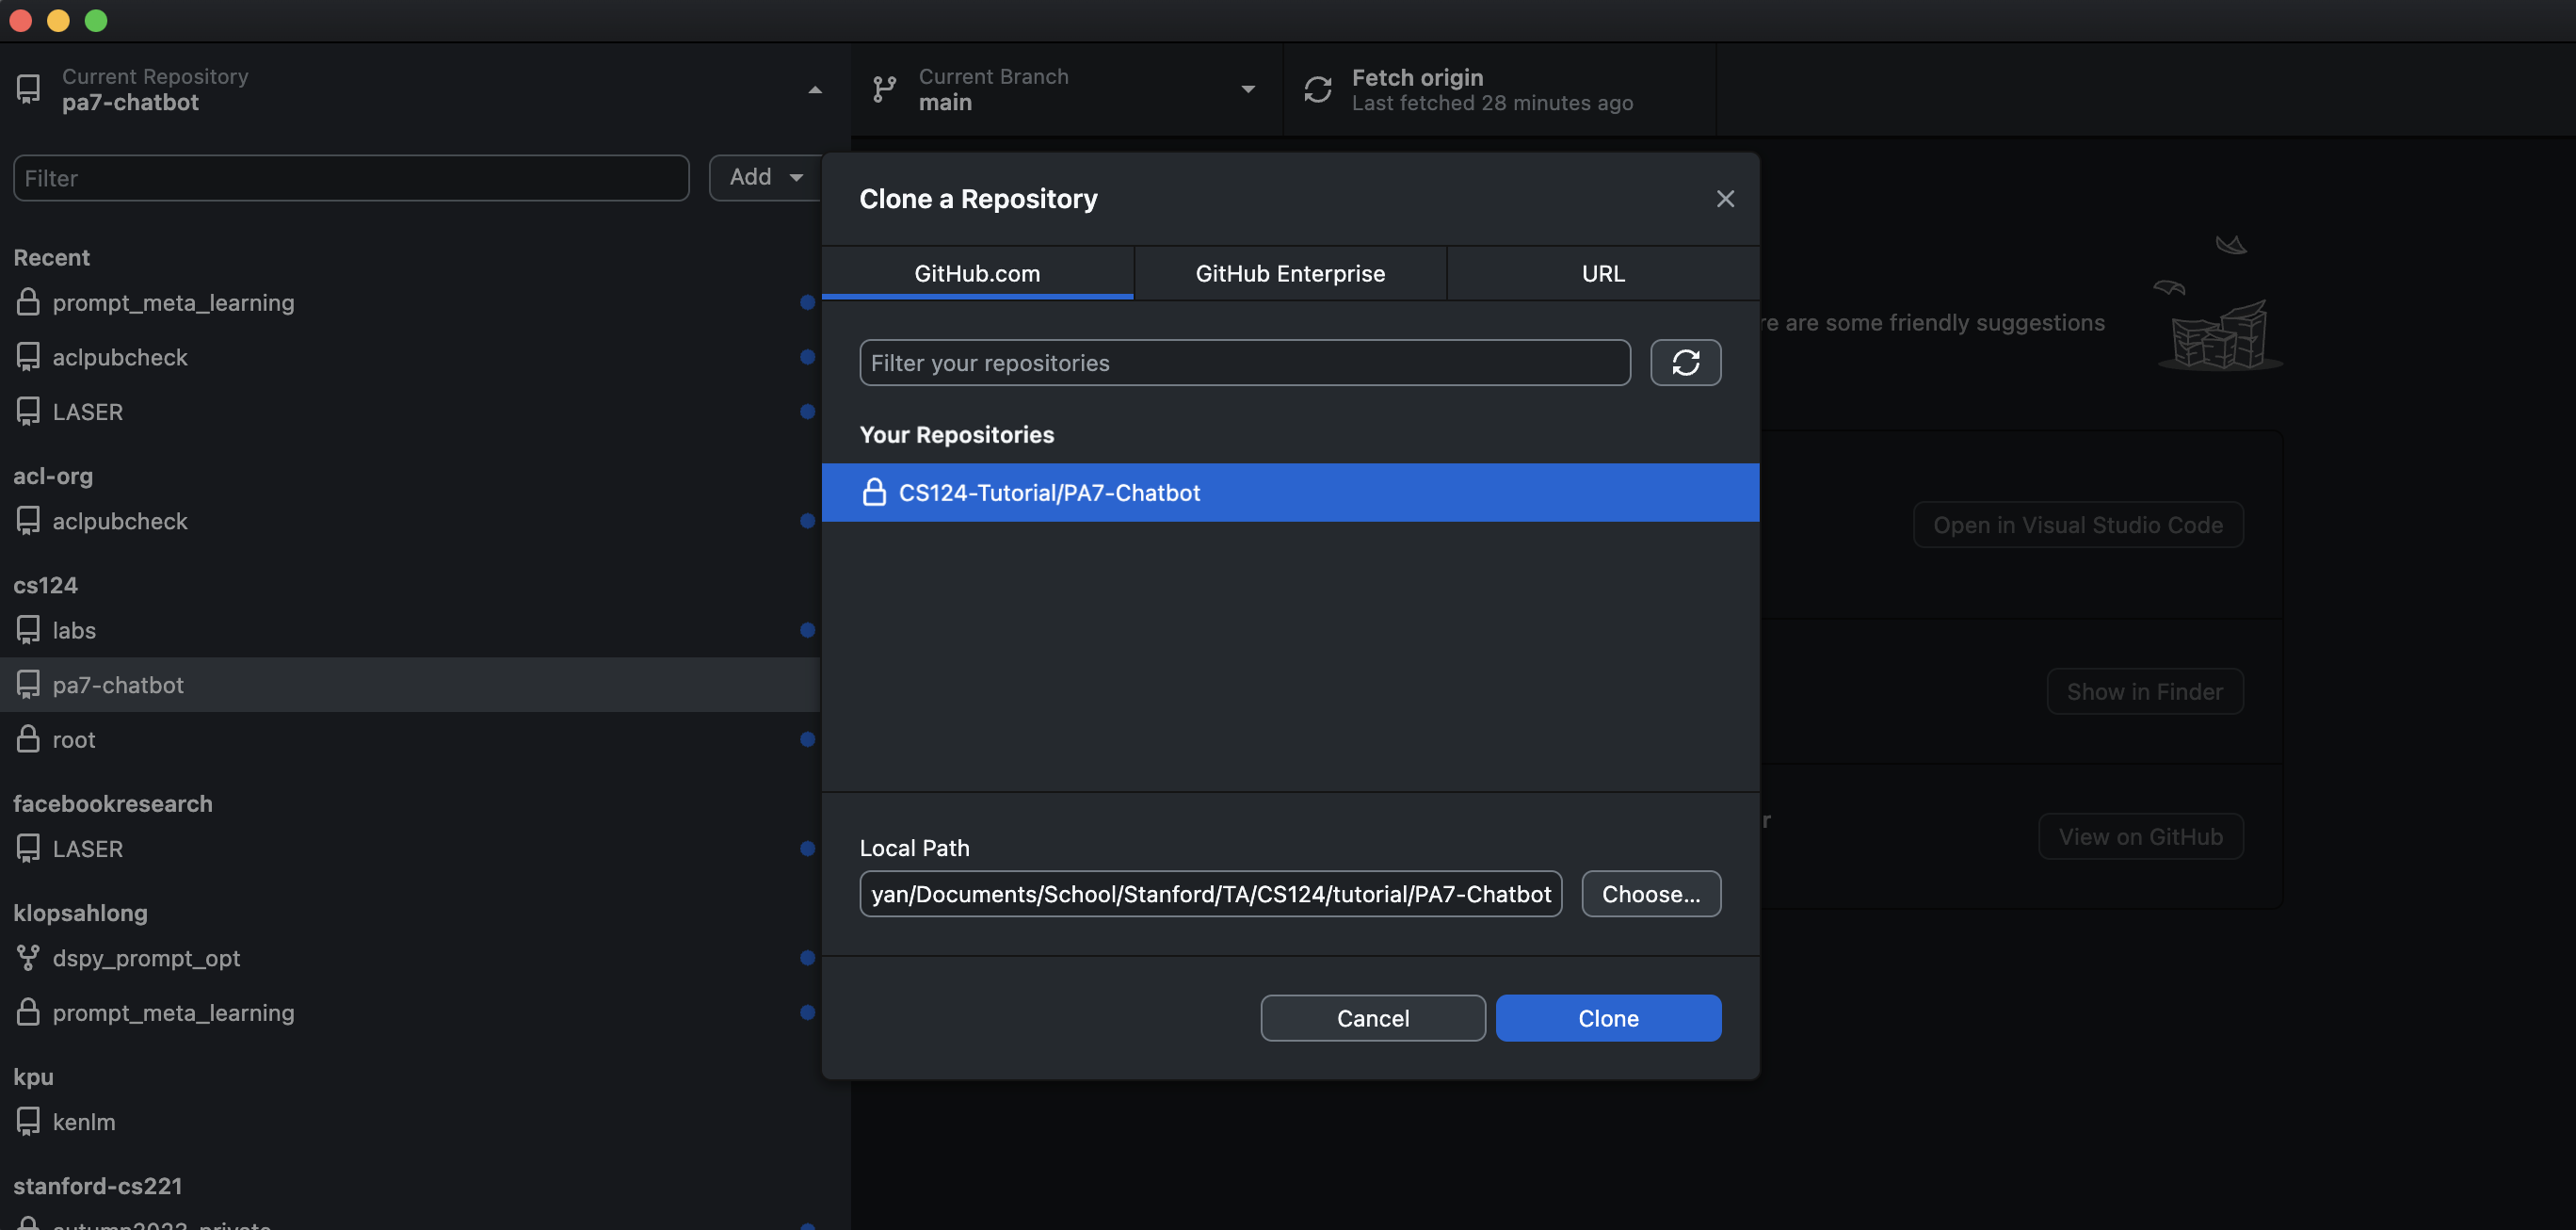 Current Repository
pa7-chatbot
Current Branch
main
Fetch origin
Last fetched 28 minutes ago
Filter
Add
Recent
prompt_meta_learning
aclpubcheck
LASER
acl-org
aclpubcheck
cs124
labs
pa7-chatbot
root
facebookresearch
LASER
klopsahlong
dspy_prompt_opt
prompt_meta_learning
kpu
kenlm
stanford-cs221
autumn2023_private
Clone a Repository
GitHub.com
GitHub Enterprise
URL
Filter your repositories
Your Repositories
CS124-Tutorial/PA7-Chatbot
Local Path
yan/Documents/School/Stanford/TA/CS124/tutorial/PA7-Chatbot
Choose...
Cancel
Clone
re are some friendly suggestions
Open in Visual Studio Code
Show in Finder
r
View on GitHub